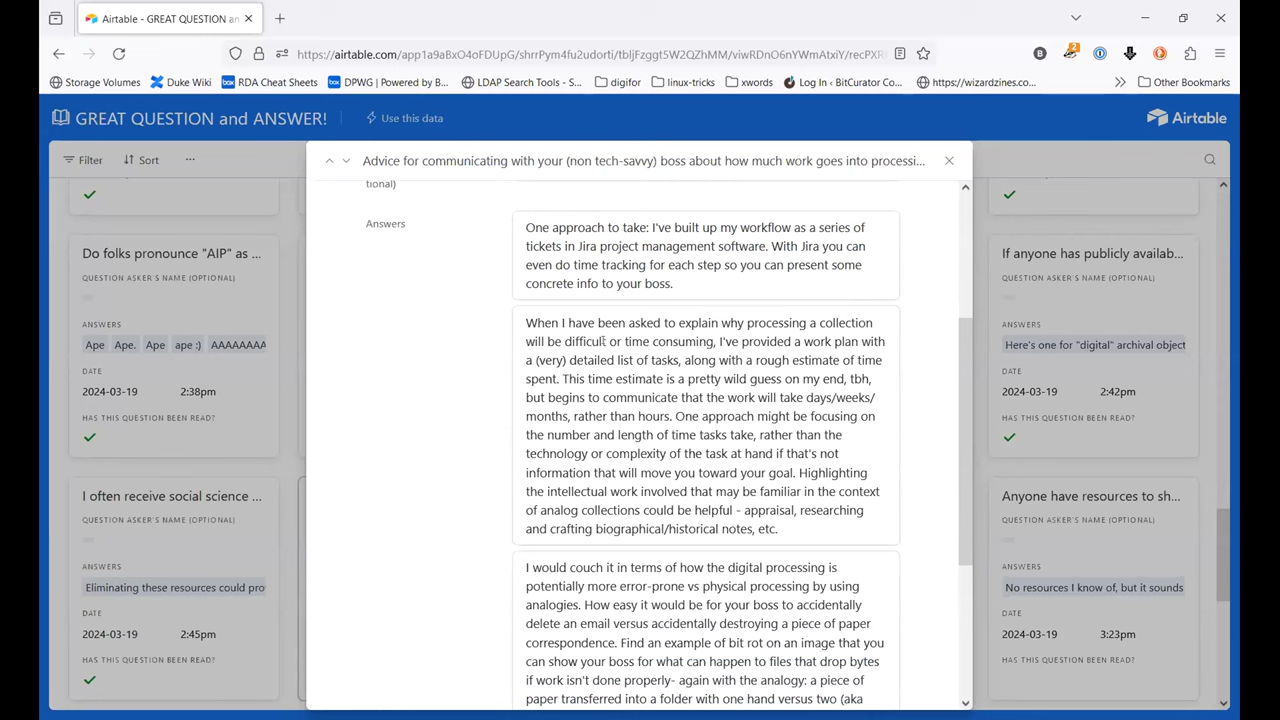 Airtable - GREAT QUESTION an
https://airtable.com/app1a9aBxO4oFDUpG/shrrPym4fu2udorti/tbljFzggt5W2QZhMM/viwRDnO6nYWmAtxiY/recPXR
Storage Volumes
Duke Wiki
box RDA Cheat Sheets
box DPWG | Powered by B...
LDAP Search Tools - S...
digifor
linux-tricks
xwords
Log In ‹ BitCurator Co...
https://wizardzines.co...
Other Bookmarks
GREAT QUESTION and ANSWER!
Use this data
Airtable
Filter
Sort
...
Advice for communicating with your (non tech-savvy) boss about how much work goes into processi...
tional)
Answers
One approach to take: I've built up my workflow as a series of
tickets in Jira project management software. With Jira you can
even do time tracking for each step so you can present some
concrete info to your boss.
When I have been asked to explain why processing a collection
will be difficult or time consuming, I've provided a work plan with
a (very) detailed list of tasks, along with a rough estimate of time
spent. This time estimate is a pretty wild guess on my end, tbh,
but begins to communicate that the work will take days/weeks/
months, rather than hours. One approach might be focusing on
the number and length of time tasks take, rather than the
technology or complexity of the task at hand if that's not
information that will move you toward your goal. Highlighting
the intellectual work involved that may be familiar in the context
of analog collections could be helpful - appraisal, researching
and crafting biographical/historical notes, etc.
I would couch it in terms of how the digital processing is
potentially more error-prone vs physical processing by using
analogies. How easy it would be for your boss to accidentally
delete an email versus accidentally destroying a piece of paper
correspondence. Find an example of bit rot on an image that you
can show your boss for what can happen to files that drop bytes
if work isn't done properly- again with the analogy: a piece of
paper transferred into a folder with one hand versus two (aka
Do folks pronounce "AIP" as ...
QUESTION ASKER'S NAME (OPTIONAL)
ANSWERS
Ape Ape. Ape ape :) AAAAAAAA
DATE
2024-03-19 2:38pm
HAS THIS QUESTION BEEN READ?
I often receive social science ...
QUESTION ASKER'S NAME (OPTIONAL)
ANSWERS
Eliminating these resources could pro
DATE
2024-03-19 2:45pm
HAS THIS QUESTION BEEN READ?
If anyone has publicly availab...
QUESTION ASKER'S NAME (OPTIONAL)
ANSWERS
Here's one for "digital" archival object
DATE
2024-03-19 2:42pm
HAS THIS QUESTION BEEN READ?
Anyone have resources to sh...
QUESTION ASKER'S NAME (OPTIONAL)
ANSWERS
No resources I know of, but it sounds
DATE
2024-03-19 3:23pm
HAS THIS QUESTION BEEN READ?